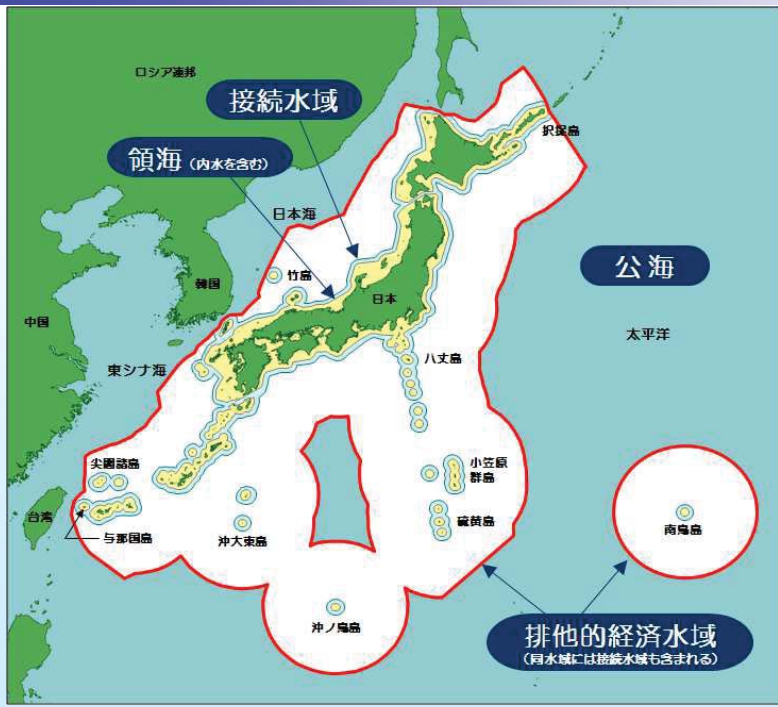 ロシア連邦
接続水域
領海 (内水を含む)
択捉島
日本海
竹島
韓国
日本
公海
中国
太平洋
東シナ海
八丈島
尖閣諸島
小笠原
群島
台湾
与那国島
沖大東島
硫黄島
南鳥島
沖ノ鳥島
排他的経済水域
(同水域には接続水域も含まれる)